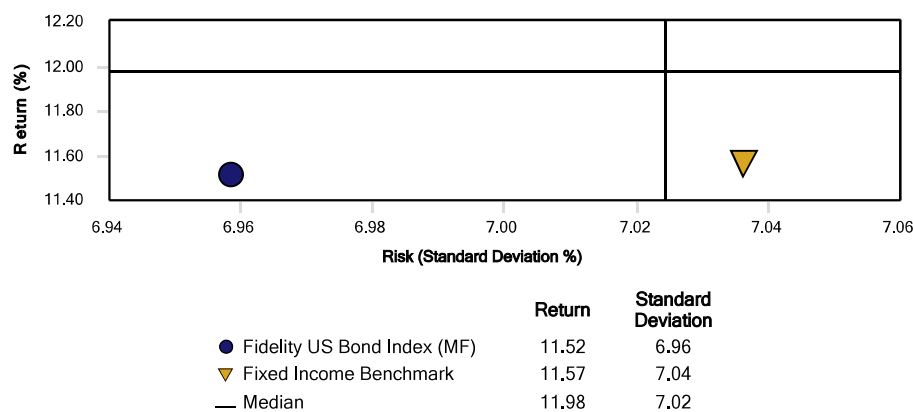 12.20
12.00
11.80
11.60
11.40
Return (%)
6.94 6.96 6.98 7.00 7.02 7.04 7.06
Risk (Standard Deviation %)
Return Standard Deviation
Fidelity US Bond Index (MF) 11.52 6.96
Fixed Income Benchmark 11.57 7.04
Median 11.98 7.02